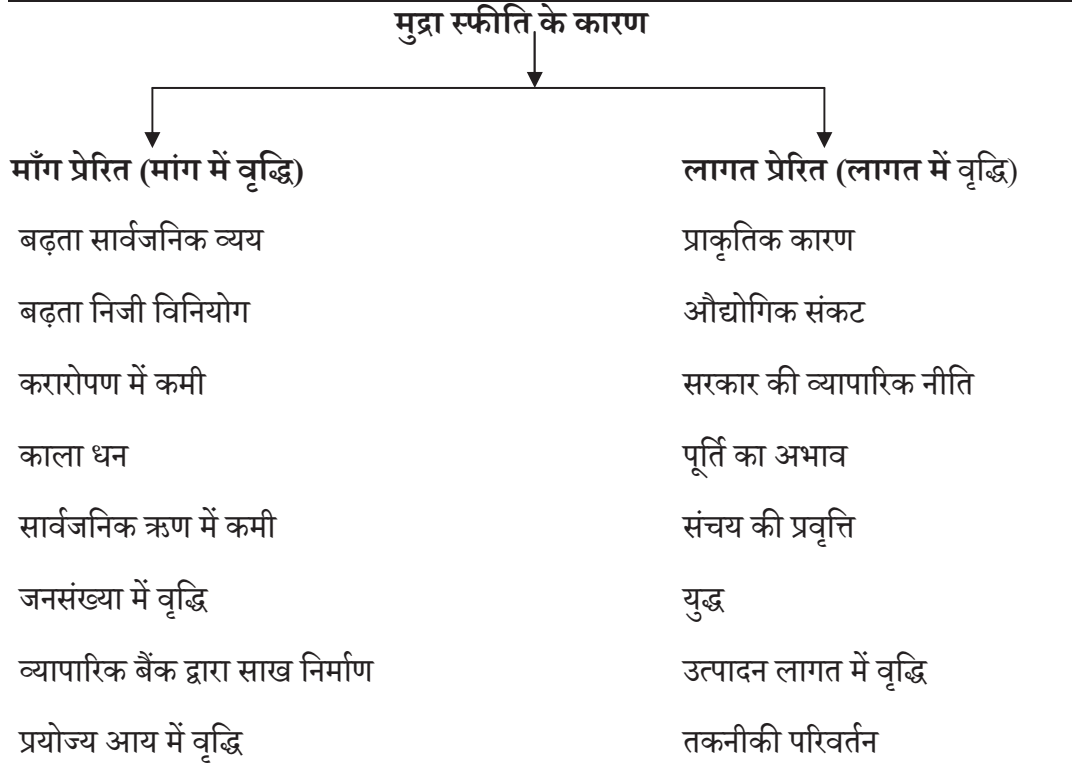 मुद्रा स्फीति के कारण
माँग प्रेरित (मांग में वृद्धि)
बढ़ता सार्वजनिक व्यय
बढ़ता निजी विनियोग
करारोपण में कमी
काला धन
सार्वजनिक ऋण में कमी
जनसंख्या में वृद्धि
व्यापारिक बैंक द्वारा साख निर्माण
प्रयोज्य आय में वृद्धि
लागत प्रेरित (लागत में वृद्धि)
प्राकृतिक कारण
औद्योगिक संकट
सरकार की व्यापारिक नीति
पूर्ति का अभाव
संचय की प्रवृत्ति
युद्ध
उत्पादन लागत में वृद्धि
तकनीकी परिवर्तन